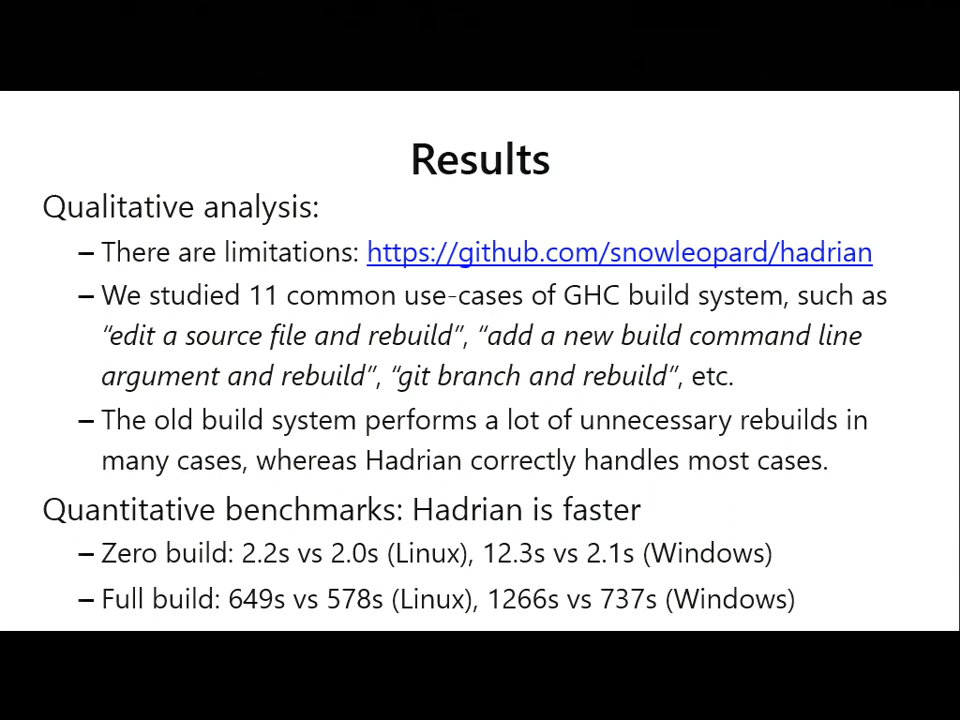 Results
Qualitative analysis:
– There are limitations: https://github.com/snowleopard/hadrian
– We studied 11 common use-cases of GHC build system, such as
“edit a source file and rebuild”, “add a new build command line
argument and rebuild”, “git branch and rebuild”, etc.
– The old build system performs a lot of unnecessary rebuilds in
many cases, whereas Hadrian correctly handles most cases.
Quantitative benchmarks: Hadrian is faster
– Zero build: 2.2s vs 2.0s (Linux), 12.3s vs 2.1s (Windows)
– Full build: 649s vs 578s (Linux), 1266s vs 737s (Windows)